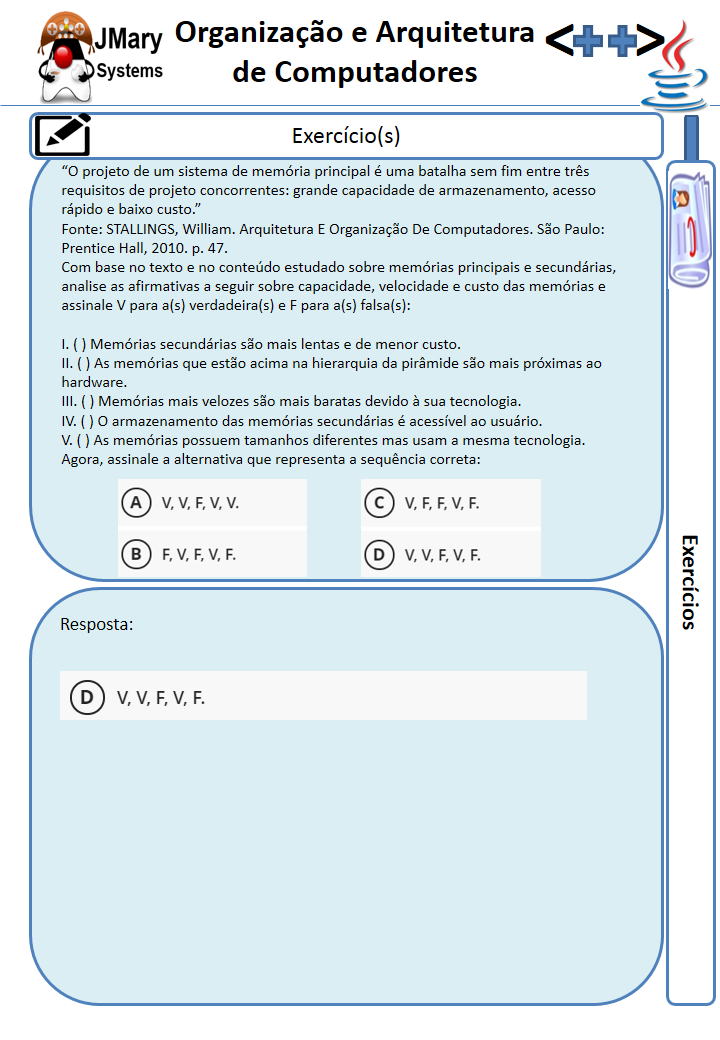 JMary
Systems
Organização e Arquitetura
de Computadores
<++>
Exercício(s)
“O projeto de um sistema de memória principal é uma batalha sem fim entre três
requisitos de projeto concorrentes: grande capacidade de armazenamento, acesso
rápido e baixo custo.”
Fonte: STALLINGS, William. Arquitetura E Organização De Computadores. São Paulo:
Prentice Hall, 2010. p. 47.
Com base no texto e no conteúdo estudado sobre memórias principais e secundárias,
analise as afirmativas a seguir sobre capacidade, velocidade e custo das memórias e
assinale V para a(s) verdadeira(s) e F para a(s) falsa(s):
I. ( ) Memórias secundárias são mais lentas e de menor custo.
II. ( ) As memórias que estão acima na hierarquia da pirâmide são mais próximas ao
hardware.
III. ( ) Memórias mais velozes são mais baratas devido à sua tecnologia.
IV. ( ) O armazenamento das memórias secundárias é acessível ao usuário.
V. ( ) As memórias possuem tamanhos diferentes mas usam a mesma tecnologia.
Agora, assinale a alternativa que representa a sequência correta:
A V, V, F, V, V.
B F, V, F, V, F.
C V, F, F, V, F.
D V, V, F, V, F.
Resposta:
D V, V, F, V, F.
Exercícios